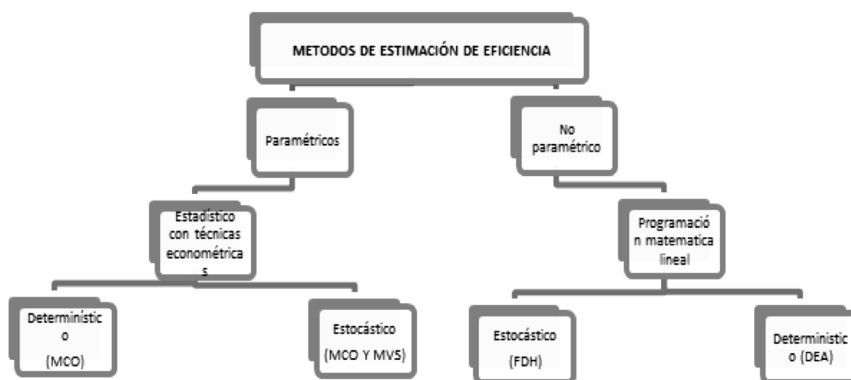 METODOS DE ESTIMACIÓN DE EFICIENCIA
Paramétricos
No
paramétrico
Estadístico
con técnicas
econométrica
s
Programació
n matematica
lineal
Determinístic
o
(MCO)
Estocástico
(MCO Y MVS)
Estocástico
(FDH)
Deterministic
o (DEA)